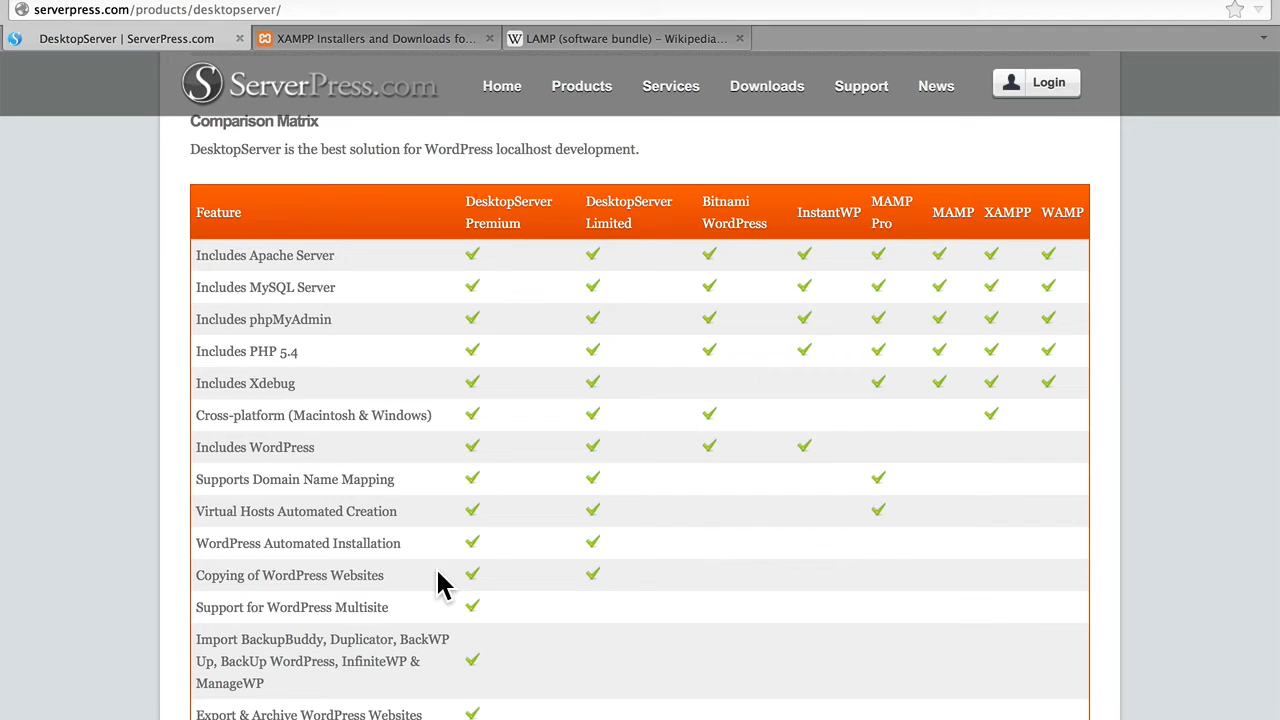 serverpress.com/products/desktopserver/
DesktopServer | ServerPress.com
XAMPP Installers and Downloads fo...
W LAMP (software bundle) – Wikipedia...
S ServerPress.com
Home
Products
Services
Downloads
Support
News
Login
Comparison Matrix
DesktopServer is the best solution for WordPress localhost development.
Feature
DesktopServer
Premium
DesktopServer
Limited
Bitnami
WordPress
InstantWP
MAMP
Pro
MAMP
XAMPP
WAMP
Includes Apache Server
Includes MySQL Server
Includes phpMyAdmin
Includes PHP 5.4
Includes Xdebug
Cross-platform (Macintosh & Windows)
Includes WordPress
Supports Domain Name Mapping
Virtual Hosts Automated Creation
WordPress Automated Installation
Copying of WordPress Websites
Support for WordPress Multisite
Import BackupBuddy, Duplicator, BackWP
Up, BackUp WordPress, InfiniteWP &
ManageWP
Export & Archive WordPress Websites